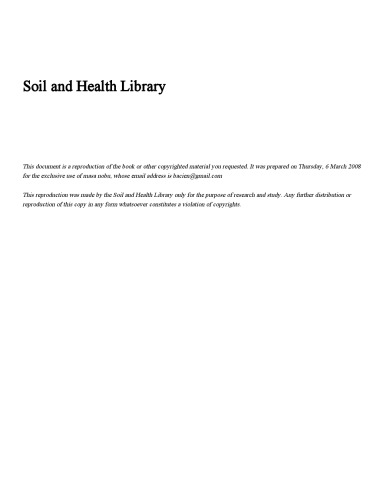 Soil and Health Library
This document is a reproduction of the book or other copyrighted material you requested. It was prepared on Thursday, 6 March 2008
for the exclusive use of masa nobu, whose email address is bacien@gmail.com
This reproduction was made by the Soil and Health Library only for the purpose of research and study. Any further distribution or
reproduction of this copy in any form whatsoever constitutes a violation of copyrights.